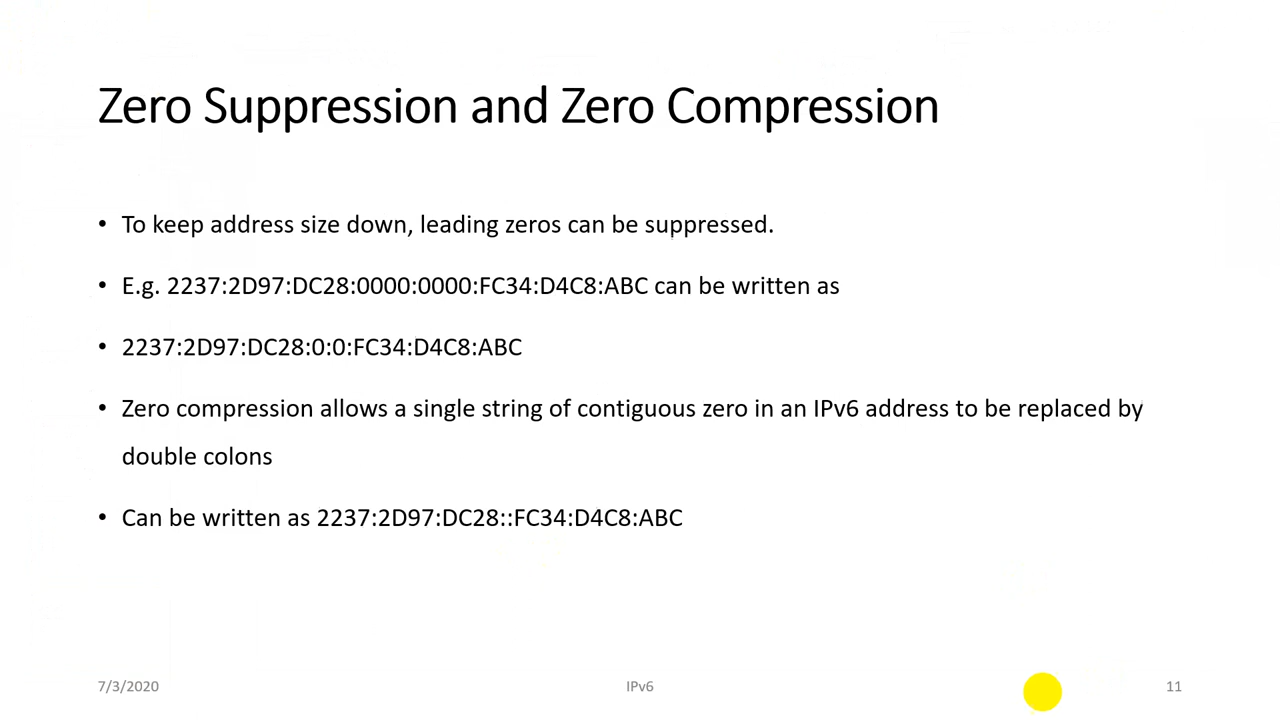 Zero Suppression and Zero Compression
• To keep address size down, leading zeros can be suppressed.
• E.g. 2237:2D97:DC28:0000:0000:FC34:D4C8:ABC can be written as
• 2237:2D97:DC28:0:0:FC34:D4C8:ABC
• Zero compression allows a single string of contiguous zero in an IPv6 address to be replaced by
double colons
• Can be written as 2237:2D97:DC28::FC34:D4C8:ABC
7/3/2020
IPv6
11